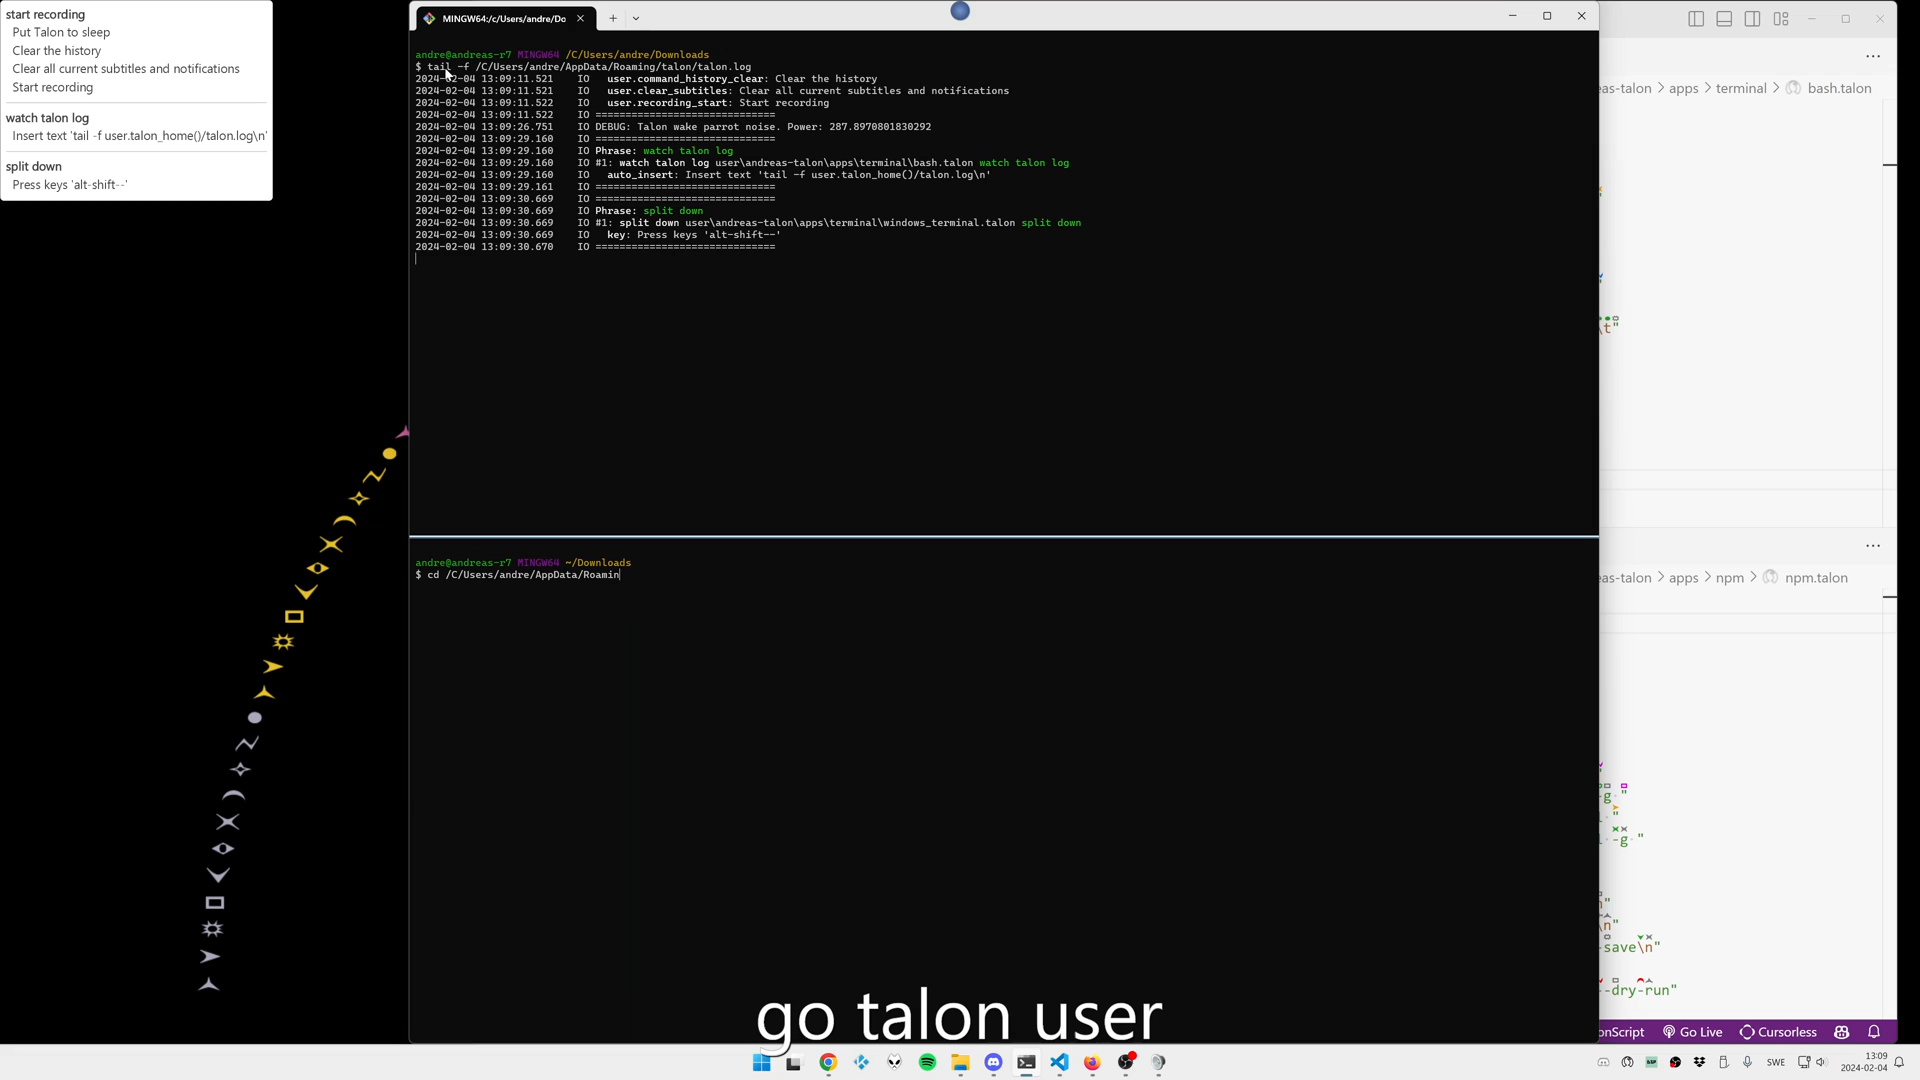 start recording
Put Talon to sleep
Clear the history
Clear all current subtitles and notifications
Start recording
watch talon log
Insert text 'tail -f user.talon_home()/talon.log\n'
split down
Press keys 'alt-shift--'
MINGW64:/c/Users/andre/Do
andre@andreas-r7 MINGW64 /C/Users/andre/Downloads
$ tail -f /C/Users/andre/AppData/Roaming/talon/talon.log
2024-02-04 13:09:11.521 IO user.command_history_clear: Clear the history
2024-02-04 13:09:11.521 IO user.clear_subtitles: Clear all current subtitles and notifications
2024-02-04 13:09:11.522 IO user.recording_start: Start recording
2024-02-04 13:09:11.522 IO ==============================
2024-02-04 13:09:26.751 IO DEBUG: Talon wake parrot noise. Power: 287.8970801830292
2024-02-04 13:09:29.160 IO ==============================
2024-02-04 13:09:29.160 IO Phrase: watch talon log
2024-02-04 13:09:29.160 IO #1: watch talon log user\andreas-talon\apps\terminal\bash.talon watch talon log
2024-02-04 13:09:29.160 IO auto_insert: Insert text 'tail -f user.talon_home()/talon.log\n'
2024-02-04 13:09:29.161 IO ==============================
2024-02-04 13:09:30.669 IO ==============================
2024-02-04 13:09:30.669 IO Phrase: split down
2024-02-04 13:09:30.669 IO #1: split down user\andreas-talon\apps\terminal\windows_terminal.talon split down
2024-02-04 13:09:30.669 IO key: Press keys 'alt-shift--'
2024-02-04 13:09:30.670 IO ==============================
andre@andreas-r7 MINGW64 ~/Downloads
$ cd /C/Users/andre/AppData/Roamin
eas-talon > apps > terminal > bash.talon
\t"
eas-talon > apps > npm > npm.talon
-g "
-g "
\n"
save\n"
--dry-run"
onScript Go Live Cursorless
go talon user
SWE
13:09
2024-02-04